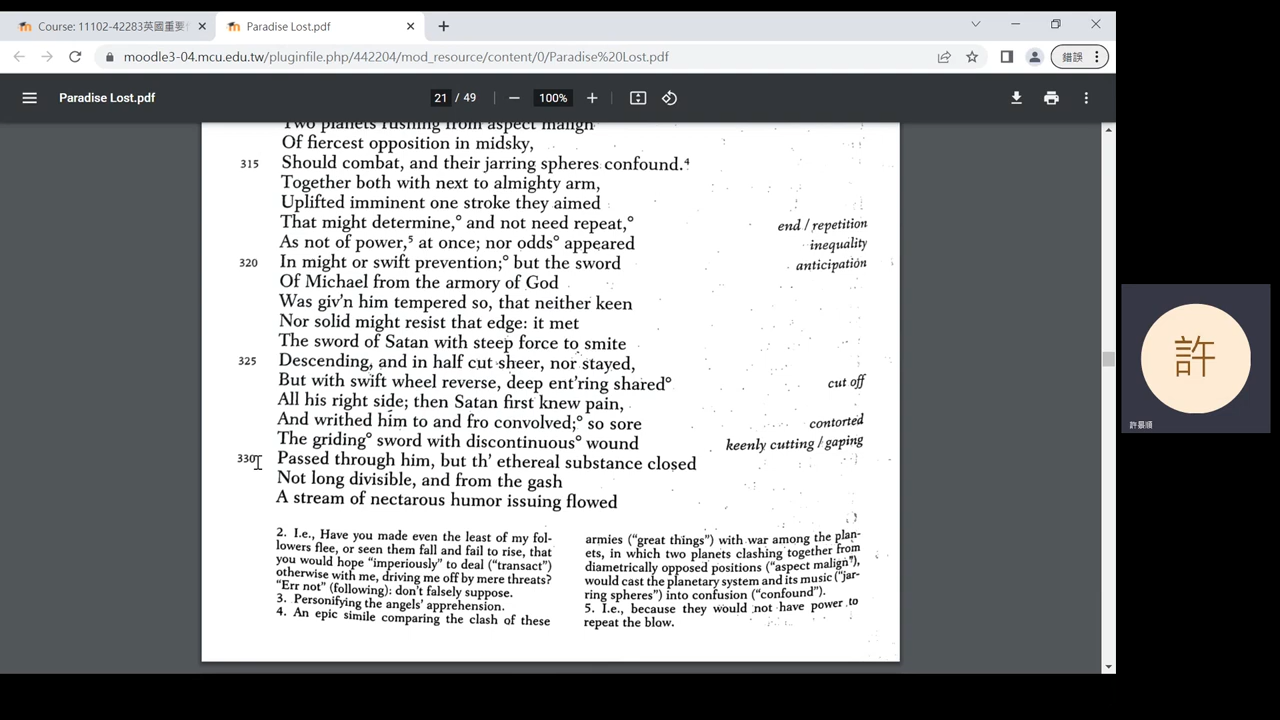 Course: 11102-42283英國重要
Paradise Lost.pdf
moodle3-04.mcu.edu.tw/pluginfile.php/442204/mod_resource/content/0/Paradise%20Lost.pdf
錯誤
Paradise Lost.pdf
21 / 49
100%
Two planets rushing from aspect malign
Of fiercest opposition in midsky,
315 Should combat, and their jarring spheres confound.⁴
Together both with next to almighty arm,
Uplifted imminent one stroke they aimed
That might determine,° and not need repeat,° end / repetition
As not of power,⁵ at once; nor odds° appeared inequality
320 In might or swift prevention;° but the sword anticipation
Of Michael from the armory of God
Was giv'n him tempered so, that neither keen
Nor solid might resist that edge: it met
The sword of Satan with steep force to smite
325 Descending, and in half cut sheer, nor stayed,
But with swift wheel reverse, deep ent'ring shared° cut off
All his right side; then Satan first knew pain,
And writhed him to and fro convolved;° so sore contorted
The griding° sword with discontinuous° wound keenly cutting / gaping
330 Passed through him, but th' ethereal substance closed
Not long divisible, and from the gash
A stream of nectarous humor issuing flowed
2. I.e., Have you made even the least of my fol-
lowers flee, or seen them fall and fail to rise, that
you would hope “imperiously” to deal (“transact”)
otherwise with me, driving me off by mere threats?
“Err not” (following): don't falsely suppose.
3. Personifying the angels' apprehension.
4. An epic simile comparing the clash of these
armies (“great things”) with war among the plan-
ets, in which two planets clashing together from
diametrically opposed positions (“aspect malign”),
would cast the planetary system and its music (“jar-
ring spheres”) into confusion (“confound”).
5. I.e., because they would not have power to
repeat the blow.
許
許景順